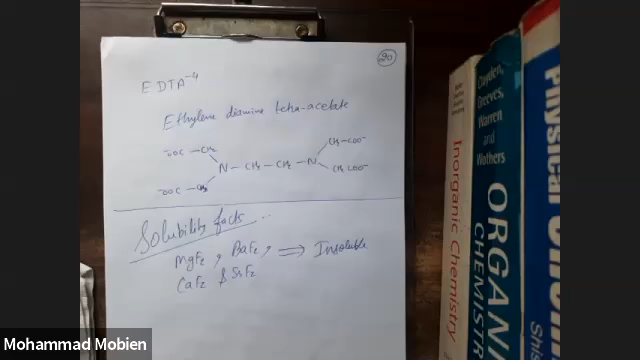 20
EDTA⁻⁴
Ethylene diamine tetra-acetate
⁻OOC — CH₂ CH₂—COO⁻
N — CH₂ — CH₂ — N
⁻OOC — CH₂ CH₂ COO⁻
Solubility facts ..
MgF₂ , BaF₂ , ⟹ Insoluble
CaF₂ & SrF₂
Inorganic Chemistry
Clayden,
Greeves,
Warren
and
Wothers
ORGANIC
CHEMISTRY
Physical
Mohammad Mobien